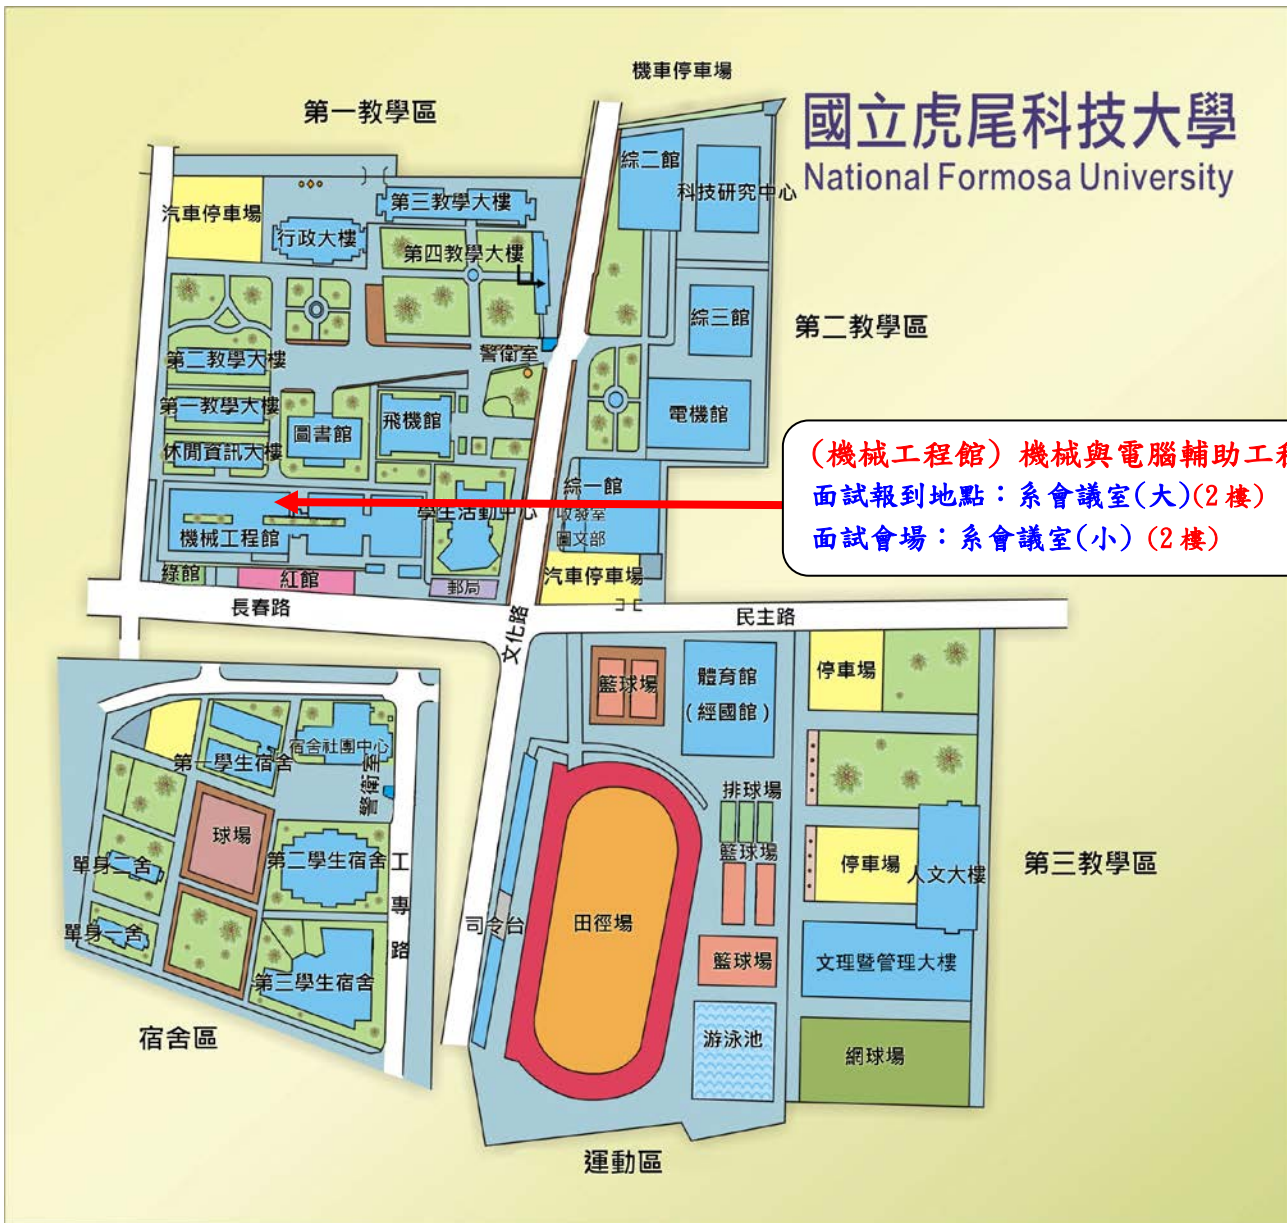 機車停車場
第一教學區
國立虎尾科技大學
National Formosa University
綜二館
科技研究中心
汽車停車場
第三教學大樓
行政大樓
第四教學大樓
綜三館
第二教學區
警衛室
第二教學大樓
第一教學大樓
飛機館
電機館
圖書館
休閒資訊大樓
(機械工程館) 機械與電腦輔助工程
面試報到地點：系會議室(大)(2樓)
面試會場：系會議室(小) (2樓)
綜一館
學生活動中心
收發室
圖文部
機械工程館
綠館
紅館
郵局
汽車停車場
長春路
文化路
民主路
籃球場
體育館
(經國館)
停車場
第一學生宿舍
宿舍社團中心
警衛室
排球場
球場
籃球場
單身二舍
第二學生宿舍
停車場
人文大樓
第三教學區
工專路
單身一舍
司令台
田徑場
籃球場
文理暨管理大樓
第三學生宿舍
宿舍區
游泳池
網球場
運動區